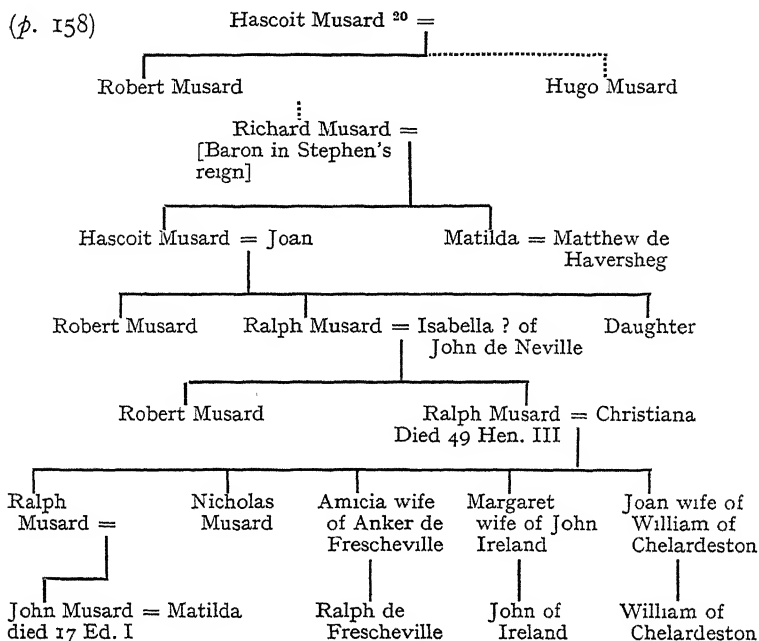 (p. 158)
Hascoit Musard 20 =
Robert Musard
Hugo Musard
Richard Musard =
[Baron in Stephen's
reign]
Hascoit Musard = Joan
Matilda = Matthew de
Haversheg
Robert Musard
Ralph Musard = Isabella ? of
John de Neville
Daughter
Robert Musard
Ralph Musard = Christiana
Died 49 Hen. III
Ralph
Musard =
Nicholas
Musard
Amicia wife
of Anker de
Frescheville
Margaret
wife of John
Ireland
Joan wife of
William of
Chelardeston
John Musard = Matilda
died 17 Ed. I
Ralph de
Frescheville
John of
Ireland
William of
Chelardeston